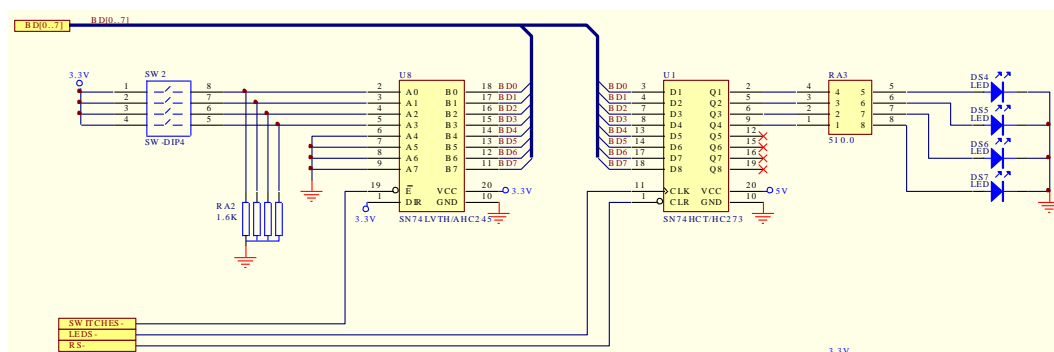 BD[0..7]
BD[0..7]
3.3V
SW2
1 8
2 7
3 6
4 5
SW-DIP4
RA2
1.6K
U8
2 A0 B0 18 BD0
3 A1 B1 17 BD1
4 A2 B2 16 BD2
5 A3 B3 15 BD3
6 A4 B4 14 BD4
7 A5 B5 13 BD5
8 A6 B6 12 BD6
9 A7 B7 11 BD7
19 E VCC 20 3.3V
1 DIR GND 10
3.3V
SN74LVTH/AHC245
U1
BD0 3 D1 Q1 2
BD1 4 D2 Q2 5
BD2 7 D3 Q3 6
BD3 8 D4 Q4 9
BD4 13 D5 Q5 12
BD5 14 D6 Q6 15
BD6 17 D7 Q7 16
BD7 18 D8 Q8 19
11 CLK VCC 20 5V
1 CLR GND 10
SN74HCT/HC273
RA3
4 4 5 5
3 3 6 6
2 2 7 7
1 1 8 8
510.0
DS4
LED
DS5
LED
DS6
LED
DS7
LED
SWITCHES-
LEDS-
RS-
3.3V